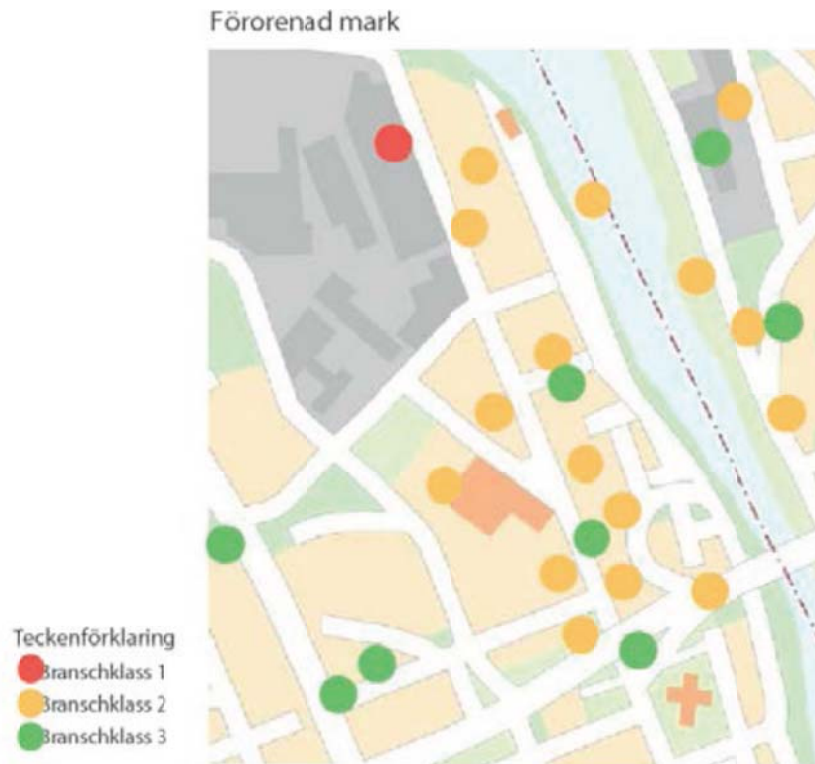 Förorenad mark
Teckenförklaring
Branschklass 1
Branschklass 2
Branschklass 3